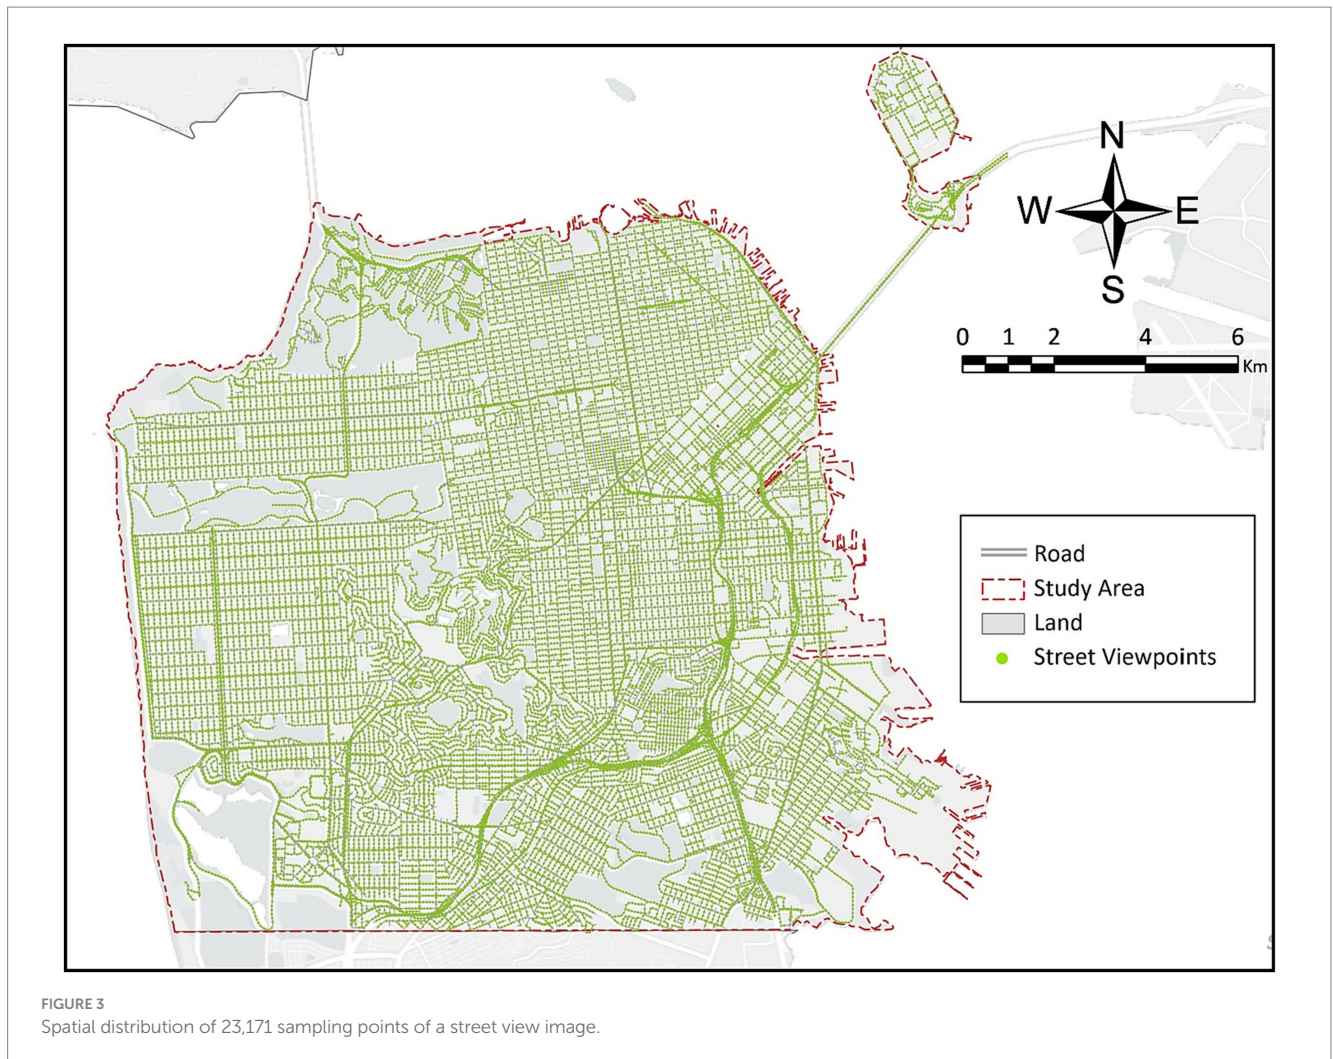 N
W E
S
0 1 2 4 6
Km
Road
Study Area
Land
Street Viewpoints
FIGURE 3
Spatial distribution of 23,171 sampling points of a street view image.